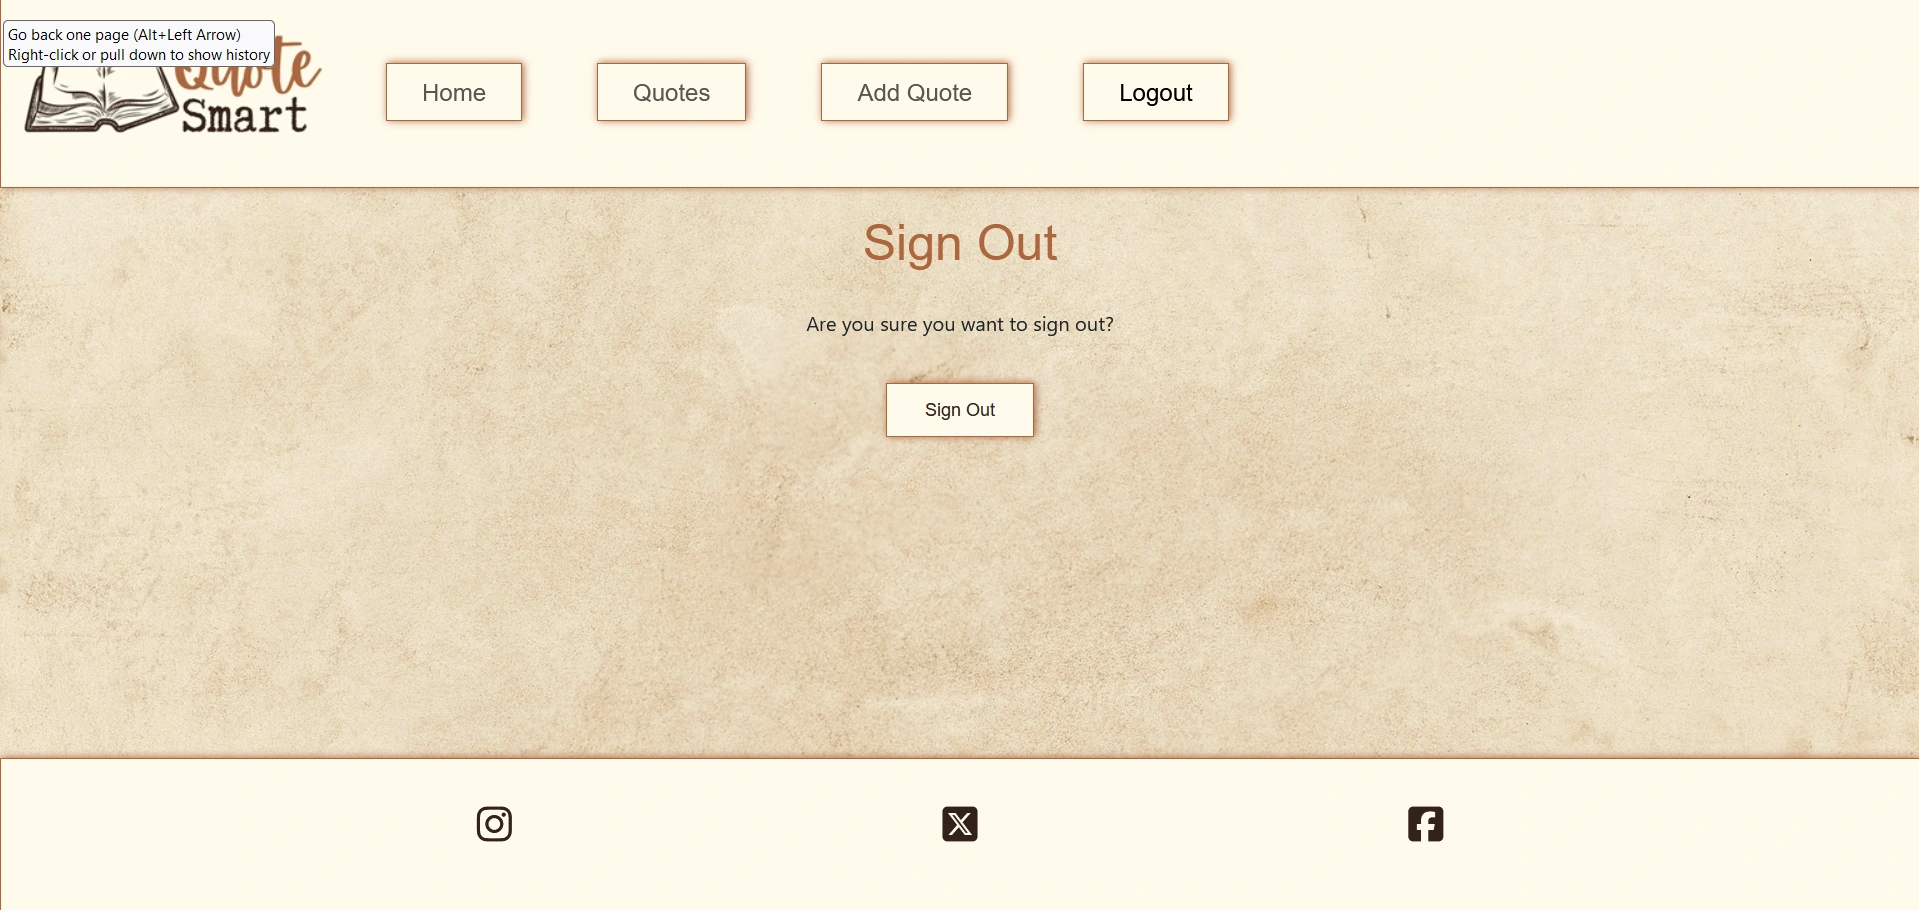 Go back one page (Alt+Left Arrow)
Right-click or pull down to show history
Quote
Smart
Home
Quotes
Add Quote
Logout
Sign Out
Are you sure you want to sign out?
Sign Out